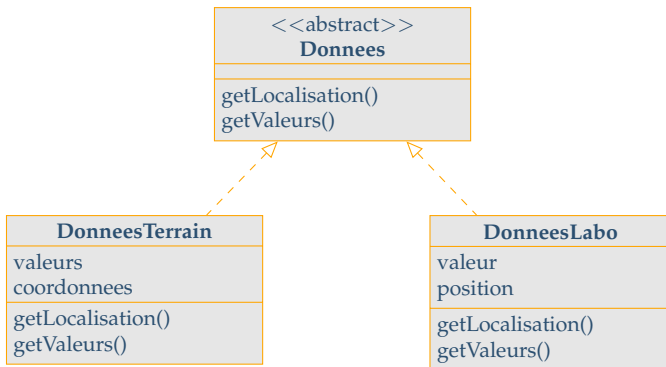 <<abstract>>
Donnees
getLocalisation()
getValeurs()
DonneesTerrain
valeurs
coordonnees
getLocalisation()
getValeurs()
DonneesLabo
valeur
position
getLocalisation()
getValeurs()